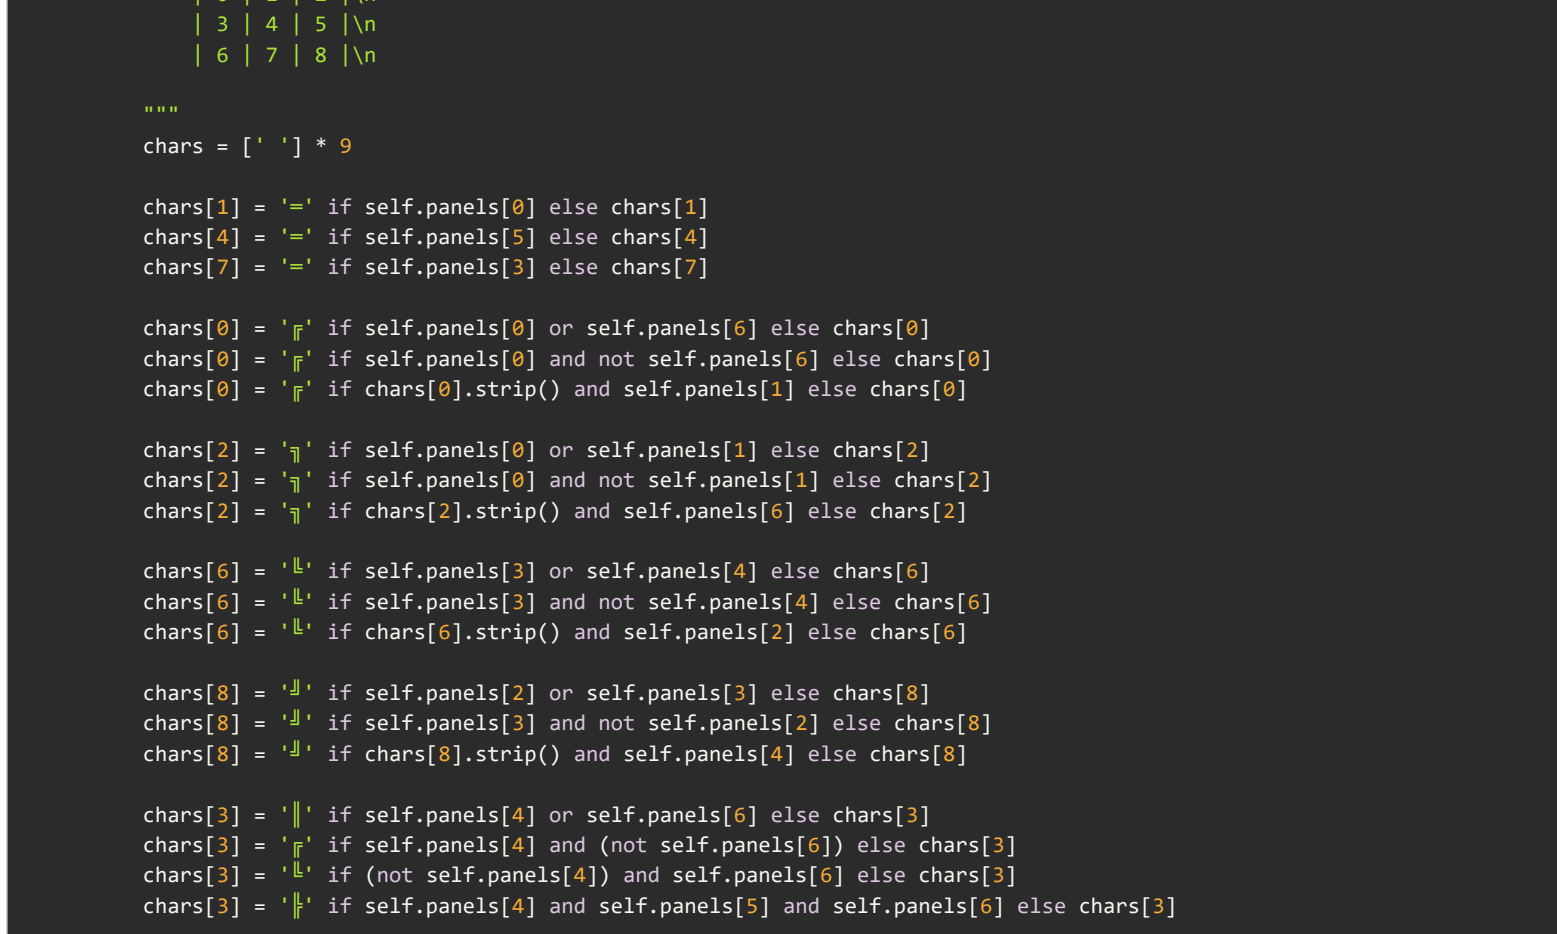 | 3 | 4 | 5 |\n
| 6 | 7 | 8 |\n
"""
chars = [' '] * 9
chars[1] = '═' if self.panels[0] else chars[1]
chars[4] = '═' if self.panels[5] else chars[4]
chars[7] = '═' if self.panels[3] else chars[7]
chars[0] = '╔' if self.panels[0] or self.panels[6] else chars[0]
chars[0] = '╔' if self.panels[0] and not self.panels[6] else chars[0]
chars[0] = '╔' if chars[0].strip() and self.panels[1] else chars[0]
chars[2] = '╗' if self.panels[0] or self.panels[1] else chars[2]
chars[2] = '╗' if self.panels[0] and not self.panels[1] else chars[2]
chars[2] = '╗' if chars[2].strip() and self.panels[6] else chars[2]
chars[6] = '╚' if self.panels[3] or self.panels[4] else chars[6]
chars[6] = '╚' if self.panels[3] and not self.panels[4] else chars[6]
chars[6] = '╚' if chars[6].strip() and self.panels[2] else chars[6]
chars[8] = '╝' if self.panels[2] or self.panels[3] else chars[8]
chars[8] = '╝' if self.panels[3] and not self.panels[2] else chars[8]
chars[8] = '╝' if chars[8].strip() and self.panels[4] else chars[8]
chars[3] = '║' if self.panels[4] or self.panels[6] else chars[3]
chars[3] = '╔' if self.panels[4] and (not self.panels[6]) else chars[3]
chars[3] = '╚' if (not self.panels[4]) and self.panels[6] else chars[3]
chars[3] = '╠' if self.panels[4] and self.panels[5] and self.panels[6] else chars[3]